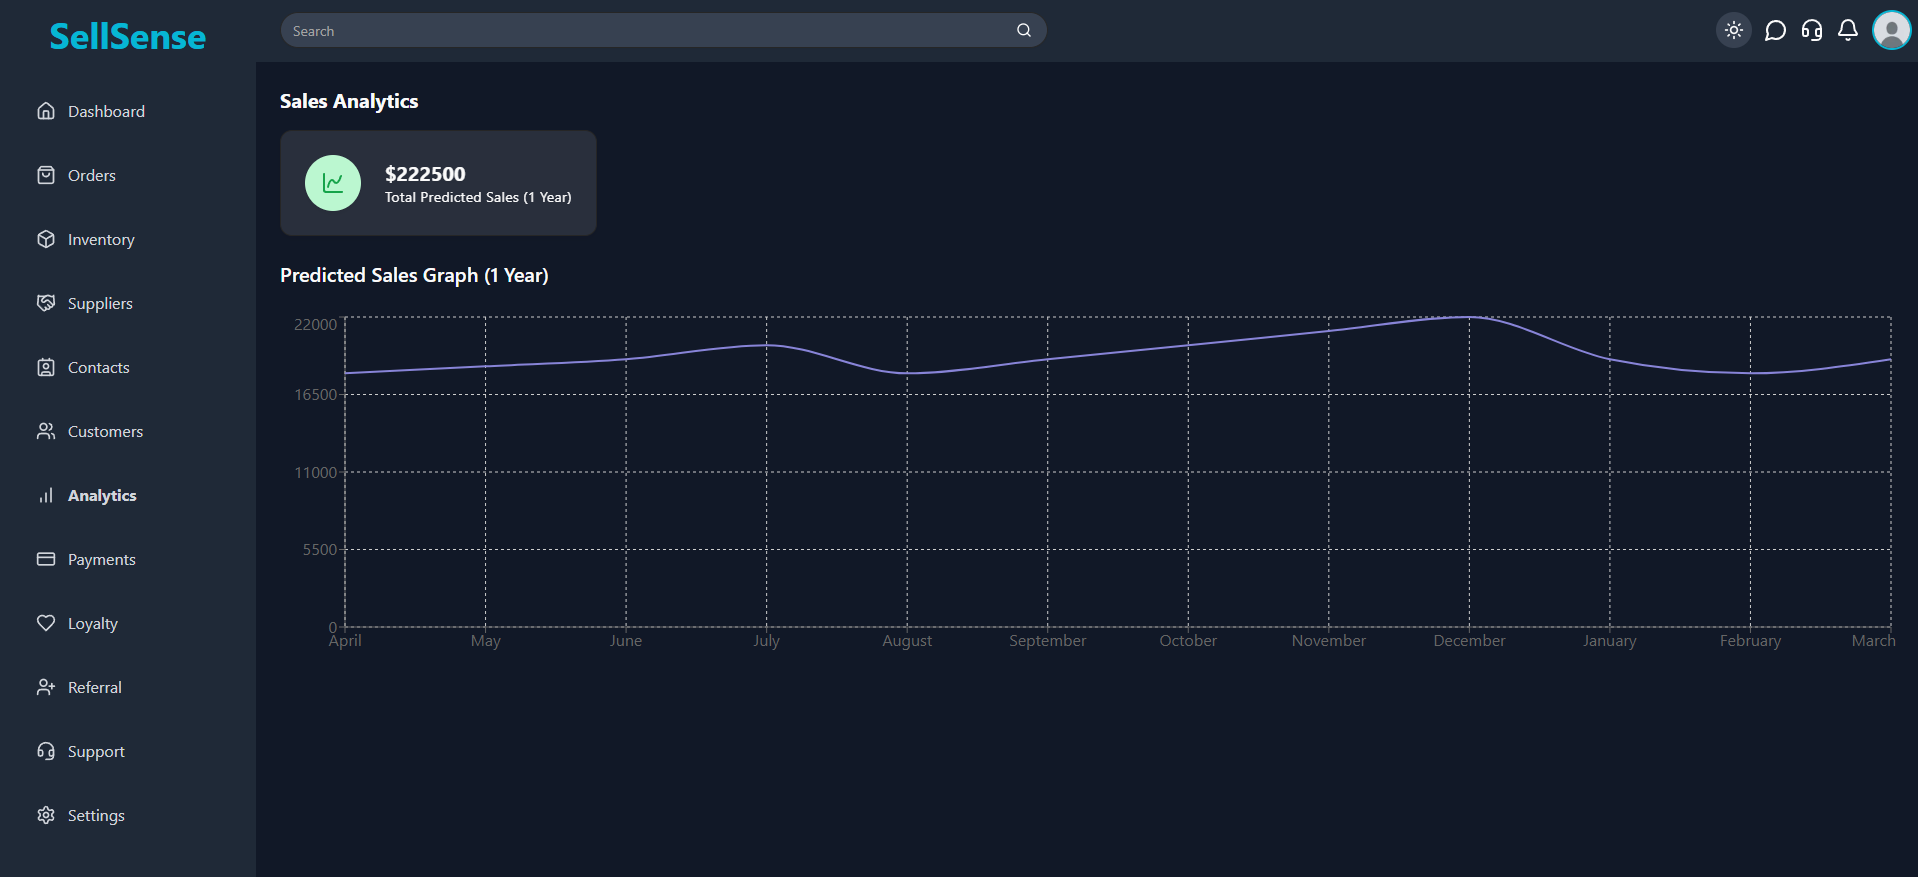 SellSense
Search
Dashboard
Orders
Inventory
Suppliers
Contacts
Customers
Analytics
Payments
Loyalty
Referral
Support
Settings
Sales Analytics
$222500
Total Predicted Sales (1 Year)
Predicted Sales Graph (1 Year)
22000
16500
11000
5500
0
April May June July August September October November December January February March